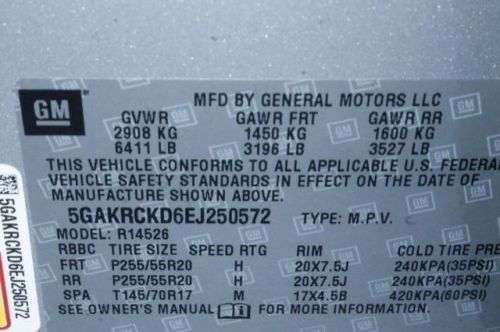 GM
MFD BY GENERAL MOTORS LLC
GVWR GAWR FRT GAWR RR
2908 KG 1450 KG 1600 KG
6411 LB 3196 LB 3527 LB
THIS VEHICLE CONFORMS TO ALL APPLICABLE U.S. FEDERA
VEHICLE SAFETY STANDARDS IN EFFECT ON THE DATE OF
MANUFACTURE SHOWN ABOVE.
5GAKRCKD6EJ250572 TYPE: M.P.V.
MODEL: R14526
RBBC TIRE SIZE SPEED RTG RIM COLD TIRE PRE
FRT P255/55R20 H 20X7.5J 240KPA(35PSI)
RR P255/55R20 H 20X7.5J 240KPA(35PSI)
SPA T145/70R17 M 17X4.5B 420KPA(60PSI)
SEE OWNER'S MANUAL FOR MORE INFORMATION.
5GAKRCKD6EJ250572